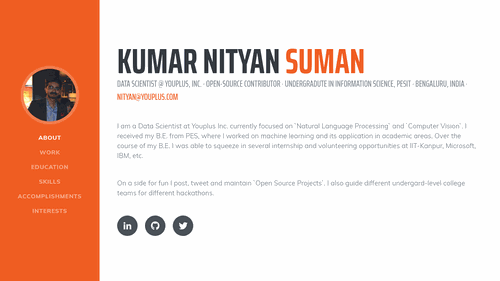 ABOUT
WORK
EDUCATION
SKILLS
ACCOMPLISHMENTS
INTERESTS
KUMAR NITYAN SUMAN
DATA SCIENTIST @ YOUPLUS, INC. · OPEN-SOURCE CONTRIBUTOR · UNDERGRADUTE IN INFORMATION SCIENCE, PESIT · BENGALURU, INDIA ·
NITYAN@YOUPLUS.COM
I am a Data Scientist at Youplus Inc. currently focused on `Natural Language Processing` and `Computer Vision`. I
received my B.E. from PES, where I worked on machine learning and its application in academic areas. Over the
course of my B.E. I was able to squeeze in several internship and volunteering opportunities at IIT-Kanpur, Microsoft,
IBM, etc.
On a side for fun I post, tweet and maintain `Open Source Projects`. I also guide different undergard-level college
teams for different hackathons.
in